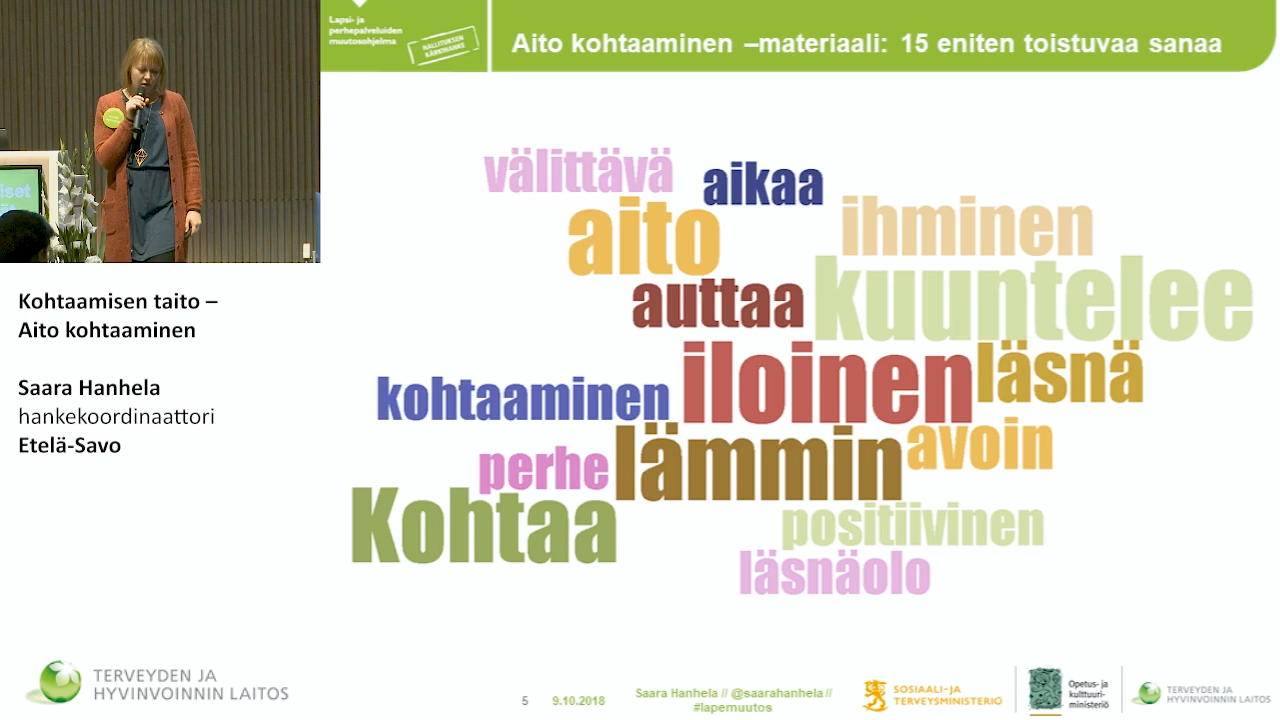 Lapsi- ja
perhepalveluiden
muutosohjelma
HALLITUKSEN
KÄRKIHANKE
Aito kohtaaminen –materiaali: 15 eniten toistuvaa sanaa
välittävä
aikaa
aito
ihminen
auttaa
kuuntelee
iloinen
läsnä
kohtaaminen
lämmin
avoin
perhe
Kohtaa
positiivinen
läsnäolo
Kohtaamisen taito –
Aito kohtaaminen
Saara Hanhela
hankekoordinaattori
Etelä-Savo
TERVEYDEN JA
HYVINVOINNIN LAITOS
5
9.10.2018
Saara Hanhela // @saarahanhela //
#lapemuutos
SOSIAALI- JA
TERVEYSMINISTERIÖ
Opetus- ja
kulttuuri-
ministeriö
TERVEYDEN JA
HYVINVOINNIN LAITOS